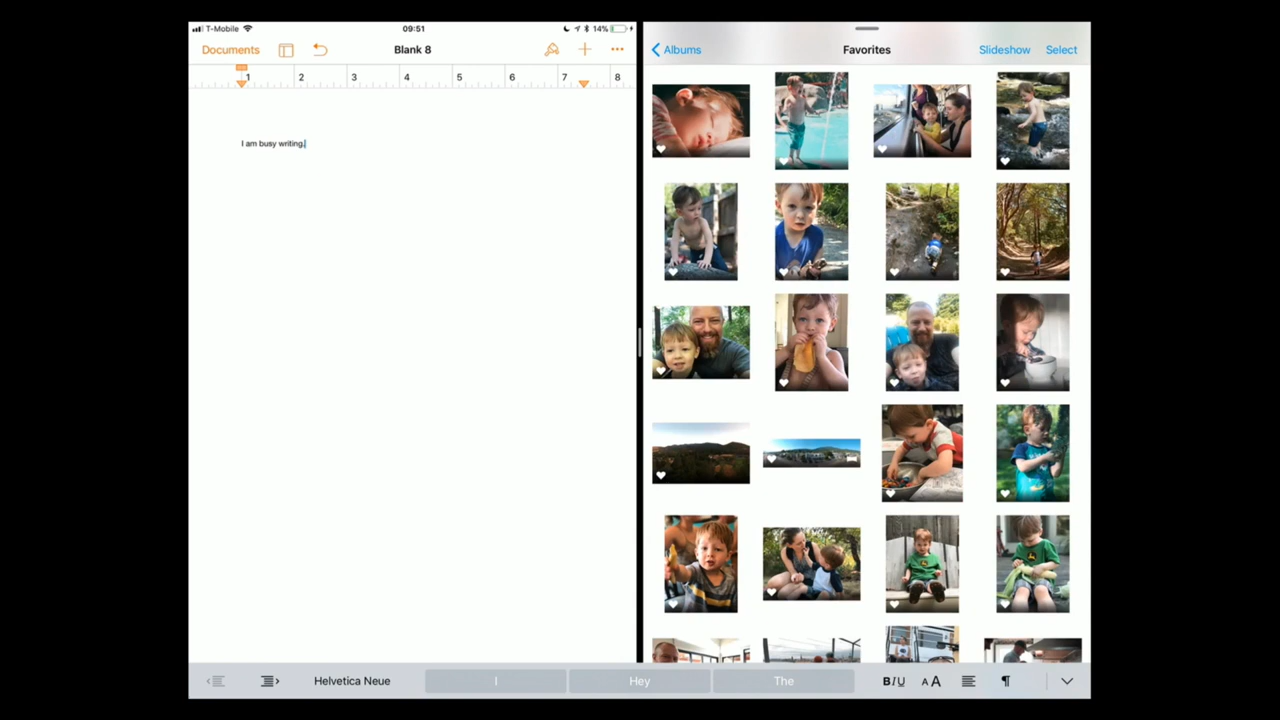 T-Mobile
09:51
14%
Documents
Blank 8
1 2 3 4 5 6 7 8
I am busy writing.
Albums
Favorites
Slideshow
Select
Helvetica Neue
I
Hey
The
B I U
A A
¶